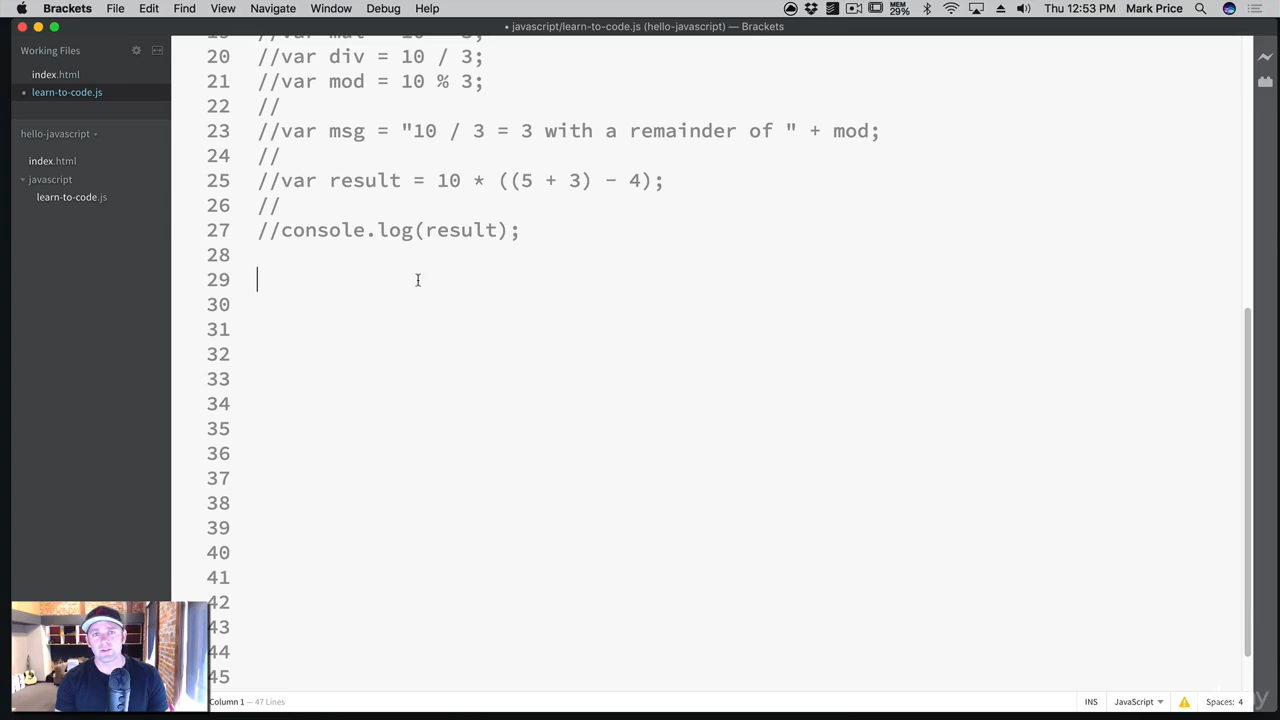 Brackets File Edit View Navigate Window Debug Help MEM 29% Thu 12:53 PM Mark Price
• javascript/learn-to-code.js (hello-javascript) — Brackets
Working Files
index.html
• learn-to-code.js
hello-javascript
index.html
javascript
learn-to-code.js
20 //var div = 10 / 3;
21 //var mod = 10 % 3;
22 //
23 //var msg = "10 / 3 = 3 with a remainder of " + mod;
24 //
25 //var result = 10 * ((5 + 3) - 4);
26 //
27 //console.log(result);
28
29
30
31
32
33
34
35
36
37
38
39
40
41
42
43
44
45
Column 1 — 47 Lines INS JavaScript Spaces: 4